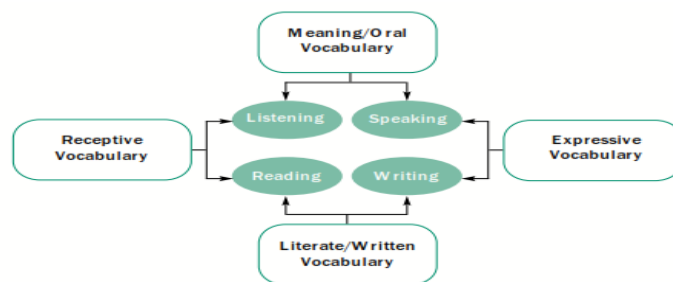 Meaning/Oral
Vocabulary
Listening
Speaking
Receptive
Vocabulary
Expressive
Vocabulary
Reading
Writing
Literate/Written
Vocabulary